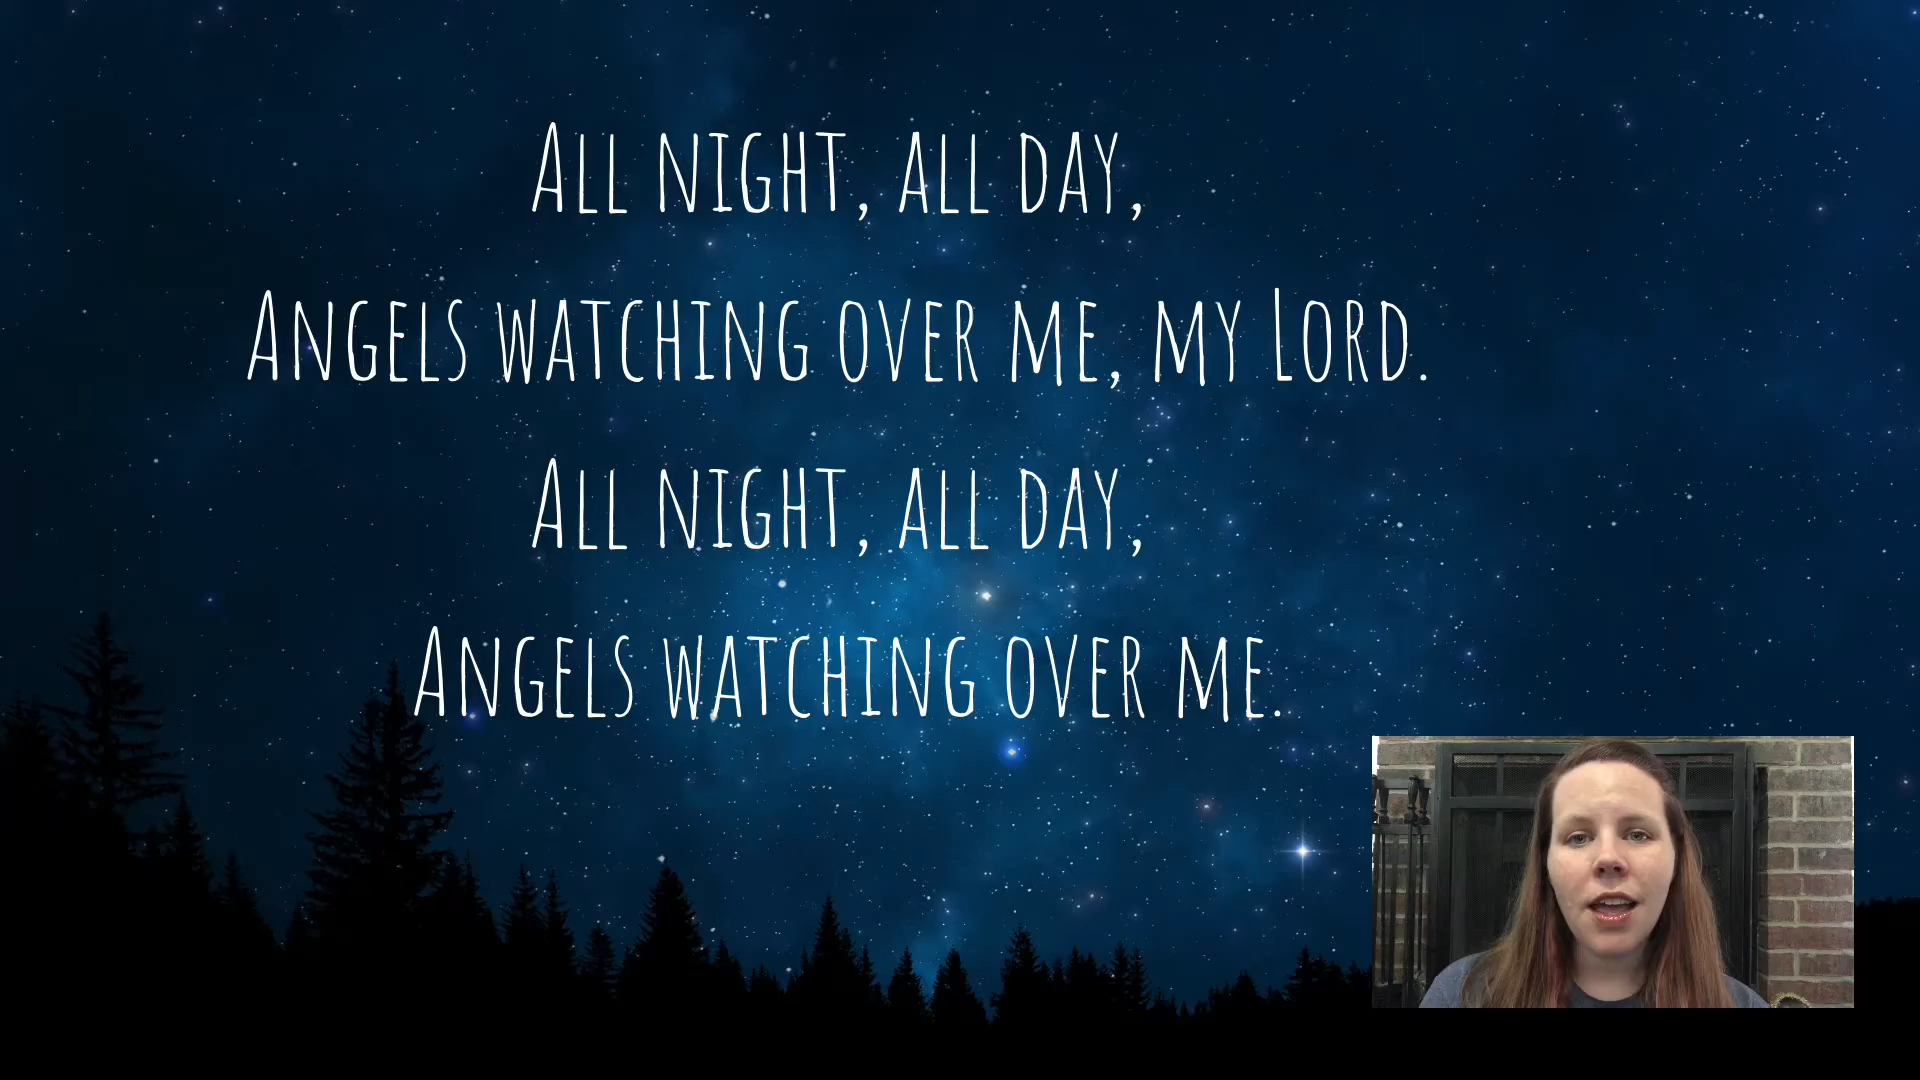 All night, all day,
Angels watching over me, my Lord.
All night, all day,
Angels watching over me.